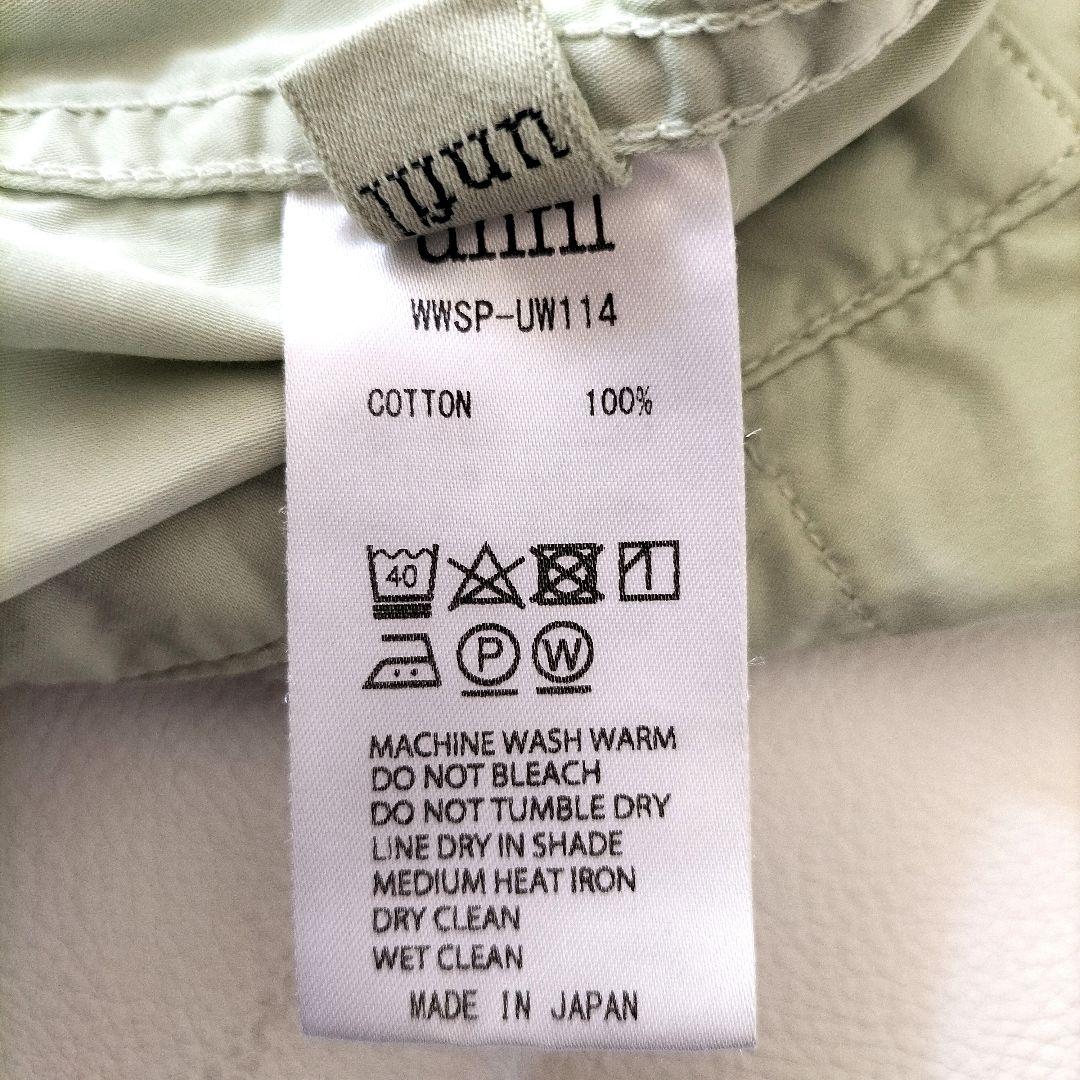 unfil
WWSP-UW114
COTTON 100%
40
P W
MACHINE WASH WARM
DO NOT BLEACH
DO NOT TUMBLE DRY
LINE DRY IN SHADE
MEDIUM HEAT IRON
DRY CLEAN
WET CLEAN
MADE IN JAPAN